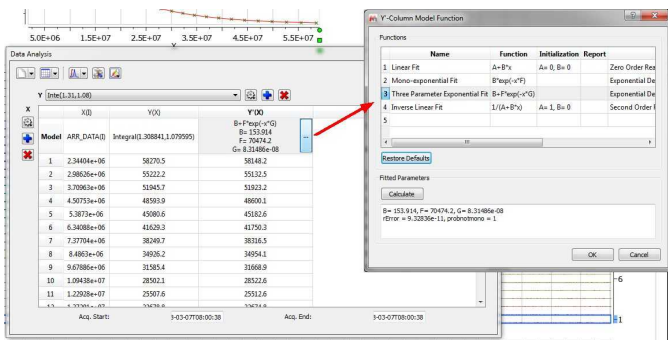 5.0E+06 1.5E+07 2.5E+07 3.5E+07 4.5E+07 5.5E+07
Data Analysis
Y Inte(1.31,1.08)
X X(I) Y(X) Y'(X)
Model ARR_DATA(I) Integral(1.308841,1.079595) B+F*exp(-x*G)
B= 153.914
F= 70474.2
G= 8.31486e-08
...
1 2.34404e+06 58270.5 58148.2
2 2.98626e+06 55222.2 55132.5
3 3.70963e+06 51945.7 51923.2
4 4.50753e+07 48593.9 48600.1
5 5.3873e+06 45080.6 45182.6
6 6.34088e+06 41629.3 41750.3
7 7.37704e+06 38249.7 38316.5
8 8.4863e+06 34926.2 34954.1
9 9.67886e+06 31585.4 31668.9
10 1.09438e+07 28502.1 28522.6
11 1.22928e+07 25507.6 25512.6
Acq. Start: 3-03-07T08:00:38 Acq. End: 3-03-07T08:00:38
Y'-Column Model Function
Functions
Name Function Initialization Report
1 Linear Fit A+B*x A= 0, B= 0 Zero Order Rea
2 Mono-exponential Fit B*exp(-x*F) Exponential De
3 Three Parameter Exponential Fit B+F*exp(-x*G) Exponential De
4 Inverse Linear Fit 1/(A+B*x) A= 1, B= 0 Second Order
5
Restore Defaults
Fitted Parameters
Calculate
B= 153.914, F= 70474.2, G= 8.31486e-08
rError = 9.32836e-11, probnotmono = 1
OK Cancel
-6
-1